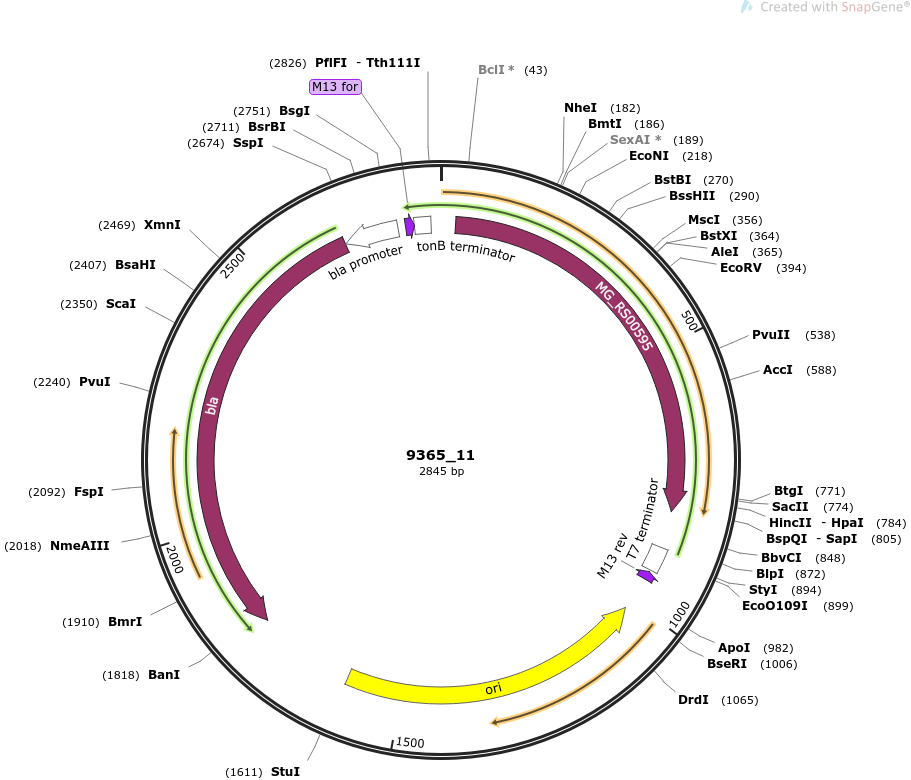 Created with SnapGene®
(2826) PflFI - Tth111I
BclI * (43)
M13 for
(2751) BsgI
(2711) BsrBI
(2674) SspI
NheI (182)
BmtI (186)
SexAI * (189)
EcoNI (218)
BstBI (270)
BssHII (290)
(2469) XmnI
MscI (356)
BstXI (364)
AleI (365)
EcoRV (394)
(2407) BsaHI
(2350) ScaI
2500
bla promoter
tonB terminator
MG_RS00595
500
PvuII (538)
AccI (588)
(2240) PvuI
bla
9365_11
2845 bp
(2092) FspI
BtgI (771)
SacII (774)
HincII - HpaI (784)
BspQI - SapI (805)
BbvCI (848)
BlpI (872)
StyI (894)
EcoO109I (899)
T7 terminator
M13 rev
(2018) NmeAIII
2000
1000
(1910) BmrI
ApoI (982)
BseRI (1006)
(1818) BanI
DrdI (1065)
ori
1500
(1611) StuI